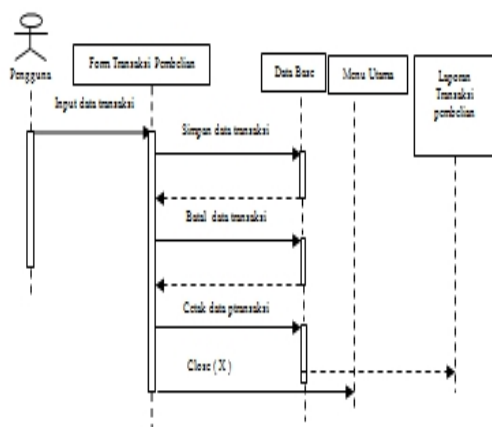 Pengguna
Form Transaksi Pembelian
Data Base
Menu Utama
Laporan
Transaksi
pembelian
Input data transaksi
Simpan data transaksi
Batal data transaksi
Cetak data ptransaksi
Close ( X )